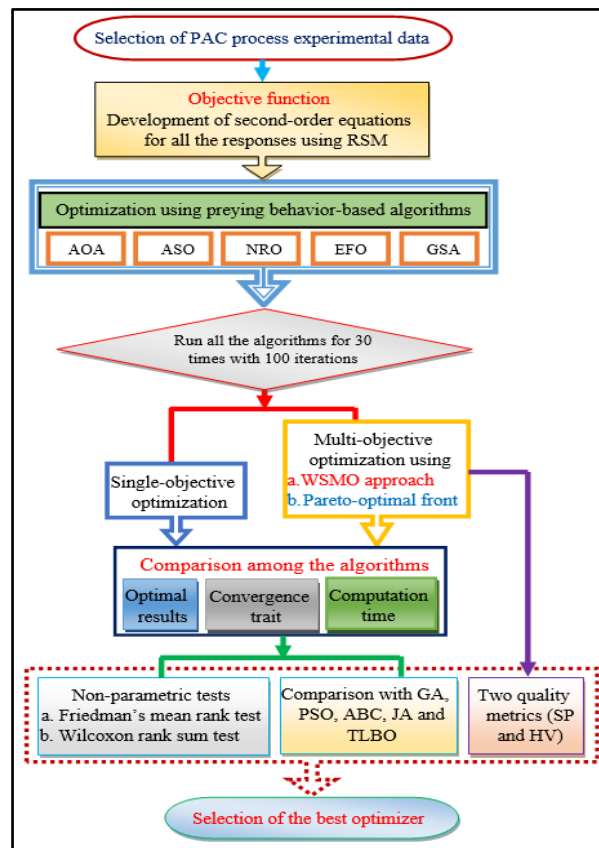 Selection of PAC process experimental data
Objective function
Development of second-order equations
for all the responses using RSM
Optimization using preying behavior-based algorithms
AOA
ASO
NRO
EFO
GSA
Run all the algorithms for 30
times with 100 iterations
Single-objective
optimization
Multi-objective
optimization using
a.WSMO approach
b.Pareto-optimal front
Comparison among the algorithms
Optimal
results
Convergence
trait
Computation
time
Non-parametric tests
a. Friedman's mean rank test
b. Wilcoxon rank sum test
Comparison with GA,
PSO, ABC, JA and
TLBO
Two quality
metrics (SP
and HV)
Selection of the best optimizer